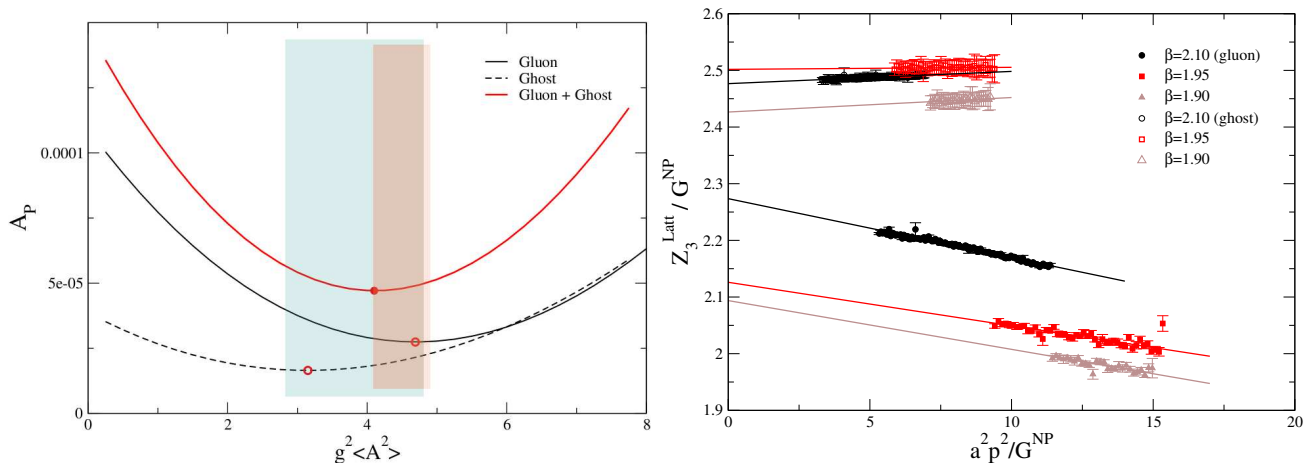 A_P
0.0001
5e-05
0
0
2
4
6
8
g^2<A^2>
Gluon
Ghost
Gluon + Ghost
Z_3^Latt / G^NP
2.6
2.5
2.4
2.3
2.2
2.1
2
1.9
0
5
10
15
20
a^2p^2/G^NP
β=2.10 (gluon)
β=1.95
β=1.90
β=2.10 (ghost)
β=1.95
β=1.90